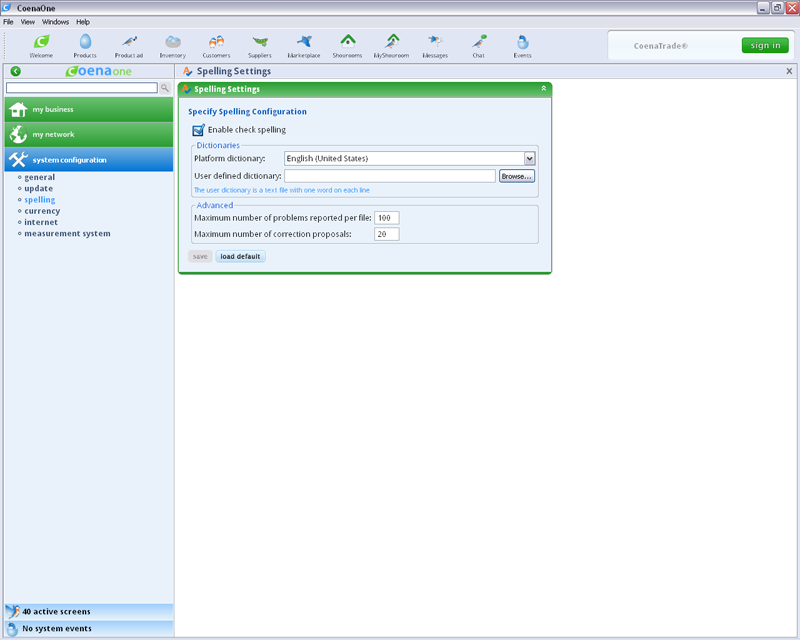 CoenaOne
File View Windows Help
Welcome Products Product ad Inventory Customers Suppliers Marketplace Showrooms MyShowroom Messages Chat Events
CoenaTrade®
sign in
Coenaone
Spelling Settings
X
my business
my network
system configuration
general
update
spelling
currency
internet
measurement system
Spelling Settings
Specify Spelling Configuration
Enable check spelling
Dictionaries
Platform dictionary: English (United States)
User defined dictionary: Browse...
The user dictionary is a text file with one word on each line
Advanced
Maximum number of problems reported per file: 100
Maximum number of correction proposals: 20
save load default
40 active screens
No system events